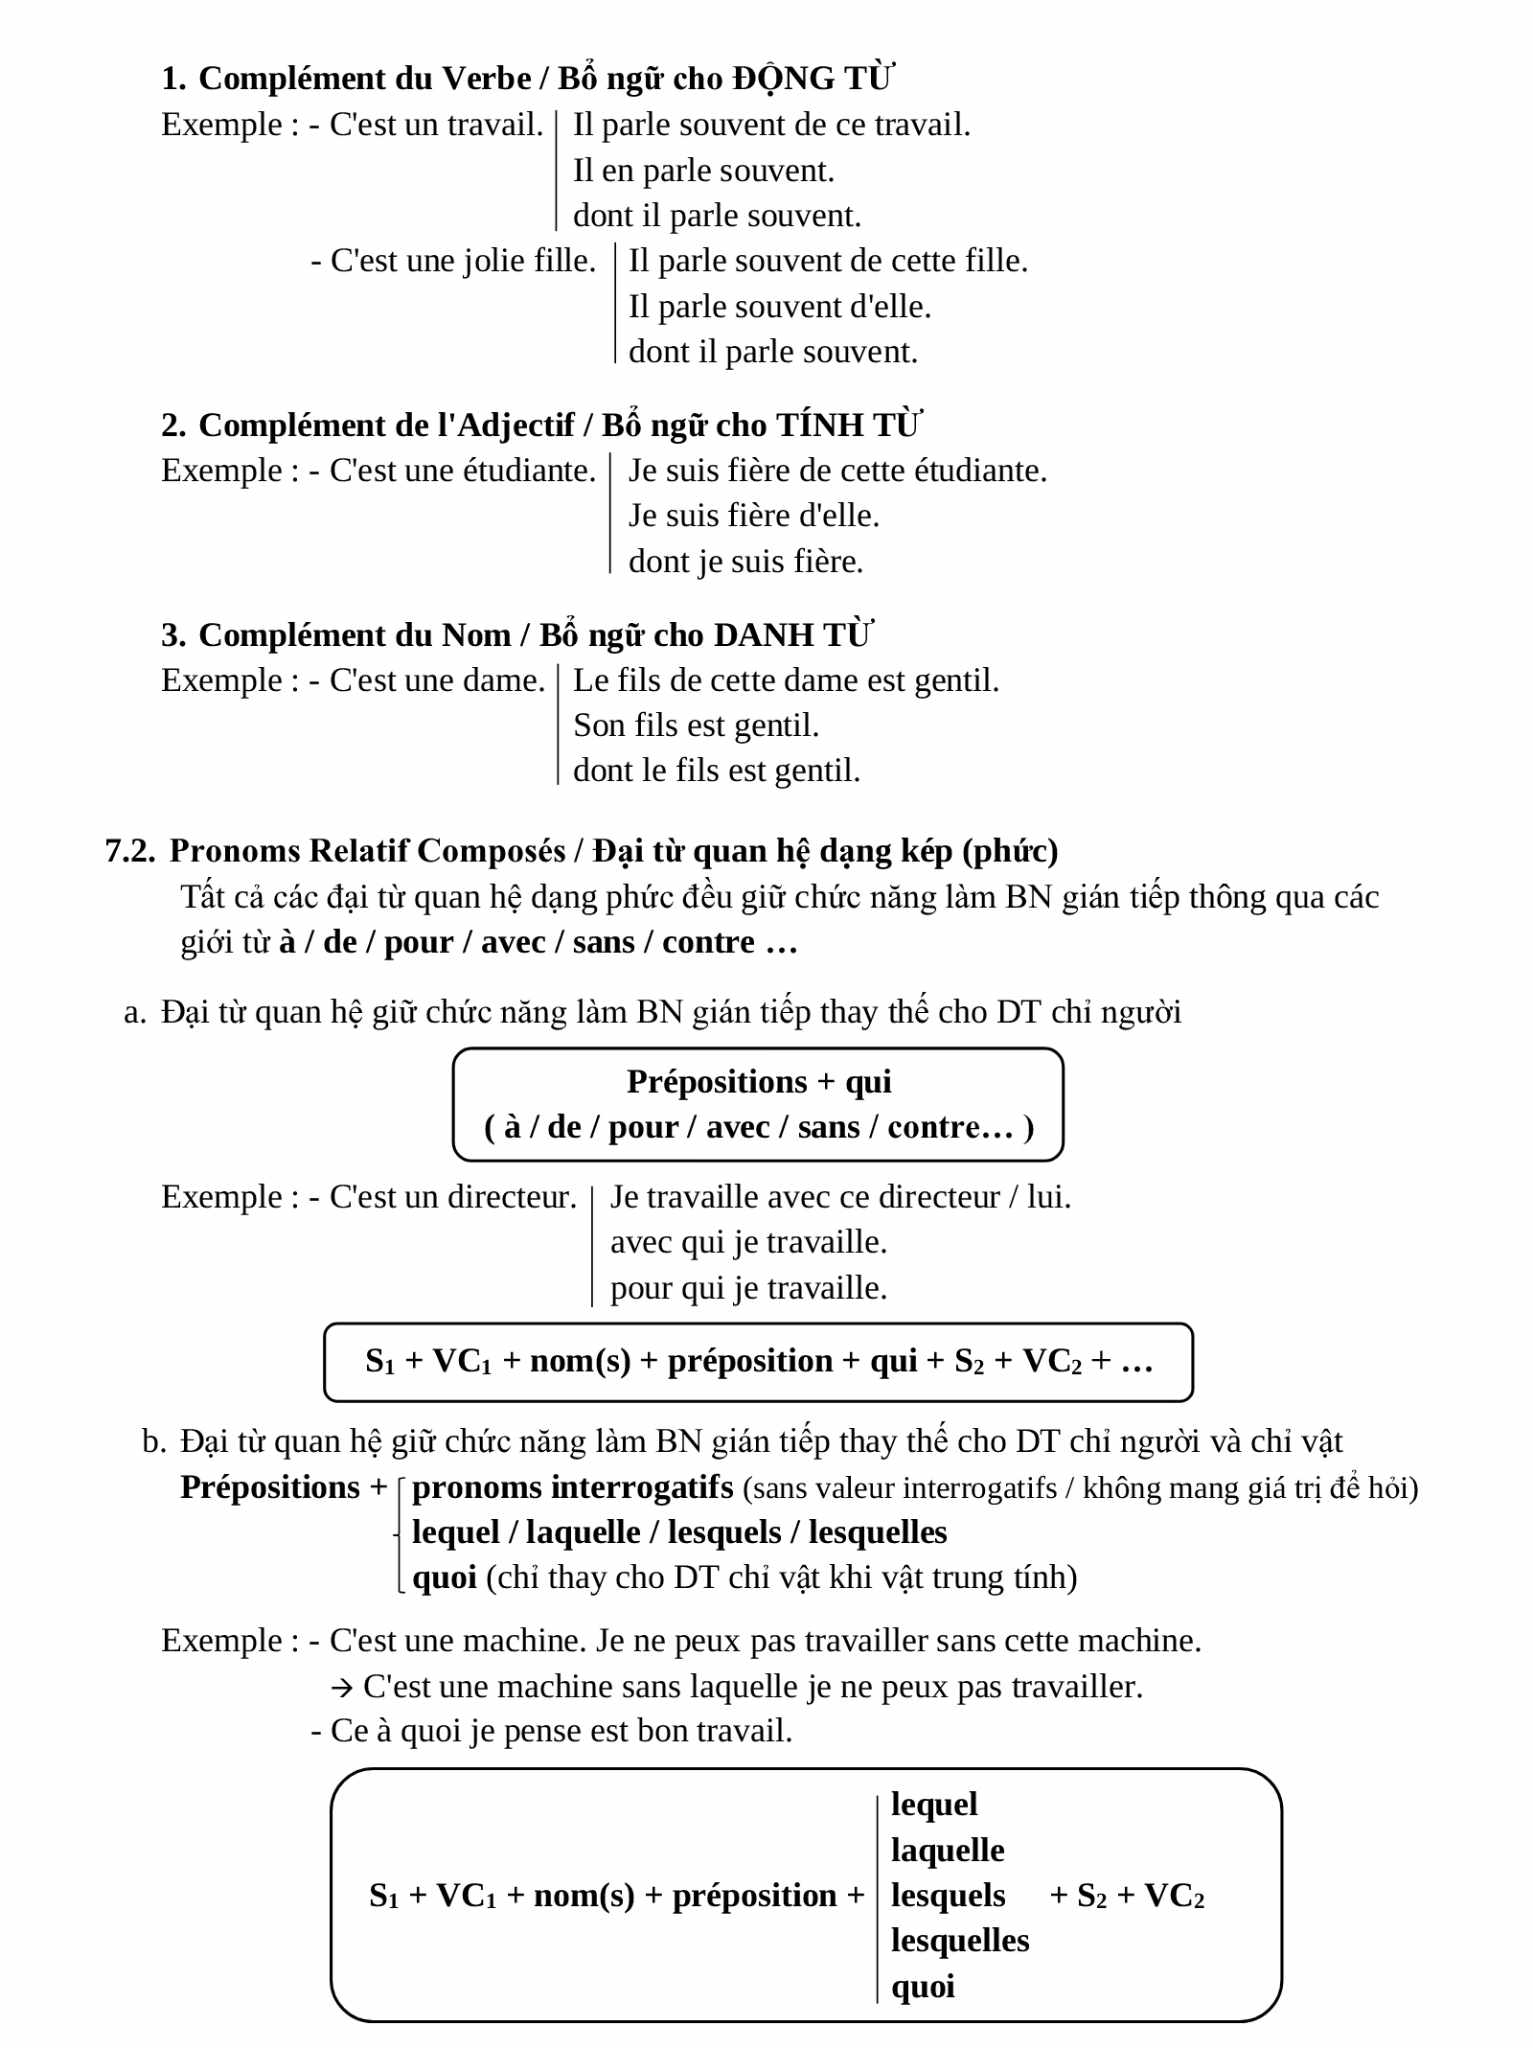 1. Complément du Verbe / Bổ ngữ cho ĐỘNG TỪ
Exemple : - C'est un travail. Il parle souvent de ce travail.
Il en parle souvent.
dont il parle souvent.
- C'est une jolie fille. Il parle souvent de cette fille.
Il parle souvent d'elle.
dont il parle souvent.
2. Complément de l'Adjectif / Bổ ngữ cho TÍNH TỪ
Exemple : - C'est une étudiante. Je suis fière de cette étudiante.
Je suis fière d'elle.
dont je suis fière.
3. Complément du Nom / Bổ ngữ cho DANH TỪ
Exemple : - C'est une dame. Le fils de cette dame est gentil.
Son fils est gentil.
dont le fils est gentil.
7.2. Pronoms Relatif Composés / Đại từ quan hệ dạng kép (phức)
Tất cả các đại từ quan hệ dạng phức đều giữ chức năng làm BN gián tiếp thông qua các
giới từ à / de / pour / avec / sans / contre …
a. Đại từ quan hệ giữ chức năng làm BN gián tiếp thay thế cho DT chỉ người
Prépositions + qui
( à / de / pour / avec / sans / contre… )
Exemple : - C'est un directeur. Je travaille avec ce directeur / lui.
avec qui je travaille.
pour qui je travaille.
S₁ + VC₁ + nom(s) + préposition + qui + S₂ + VC₂ + …
b. Đại từ quan hệ giữ chức năng làm BN gián tiếp thay thế cho DT chỉ người và chỉ vật
Prépositions + pronoms interrogatifs (sans valeur interrogatifs / không mang giá trị để hỏi)
lequel / laquelle / lesquels / lesquelles
quoi (chỉ thay cho DT chỉ vật khi vật trung tính)
Exemple : - C'est une machine. Je ne peux pas travailler sans cette machine.
→ C'est une machine sans laquelle je ne peux pas travailler.
- Ce à quoi je pense est bon travail.
lequel
laquelle
S₁ + VC₁ + nom(s) + préposition + lesquels + S₂ + VC₂
lesquelles
quoi